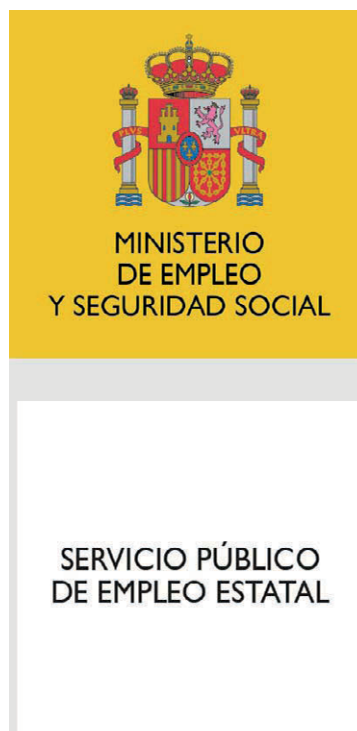 PLVS VLTRA
MINISTERIO
DE EMPLEO
Y SEGURIDAD SOCIAL
SERVICIO PÚBLICO
DE EMPLEO ESTATAL